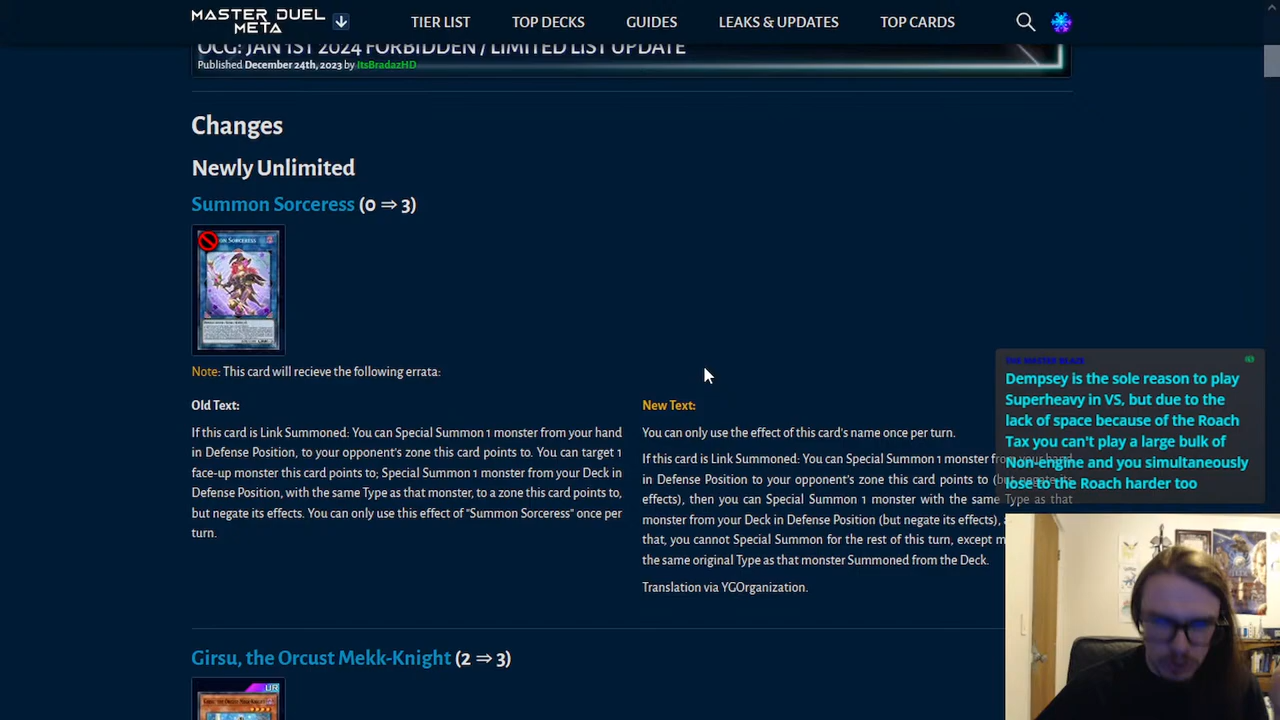 MASTER DUEL
META
TIER LIST
TOP DECKS
GUIDES
LEAKS & UPDATES
TOP CARDS
OCG: JAN 1ST 2024 FORBIDDEN / LIMITED LIST UPDATE
Published December 24th, 2023 by ItsBradazHD
Changes
Newly Unlimited
Summon Sorceress (0 ⇒ 3)
Note: This card will recieve the following errata:
Old Text:
If this card is Link Summoned: You can Special Summon 1 monster from your hand
in Defense Position, to your opponent's zone this card points to. You can target 1
face-up monster this card points to; Special Summon 1 monster from your Deck in
Defense Position, with the same Type as that monster, to a zone this card points to,
but negate its effects. You can only use this effect of "Summon Sorceress" once per
turn.
New Text:
You can only use the effect of this card's name once per turn.
If this card is Link Summoned: You can Special Summon 1 monster from your hand
in Defense Position to your opponent's zone this card points to (but negate its
effects), then you can Special Summon 1 monster with the same Type as that
monster from your Deck in Defense Position (but negate its effects),
that, you cannot Special Summon for the rest of this turn, except
the same original Type as that monster Summoned from the Deck.
Translation via YGOrganization.
Dempsey is the sole reason to play
Superheavy in VS, but due to the
lack of space because of the Roach
Tax you can't play a large bulk of
Non-engine and you simultaneously
lose to the Roach harder too
Girsu, the Orcust Mekk-Knight (2 ⇒ 3)
UR